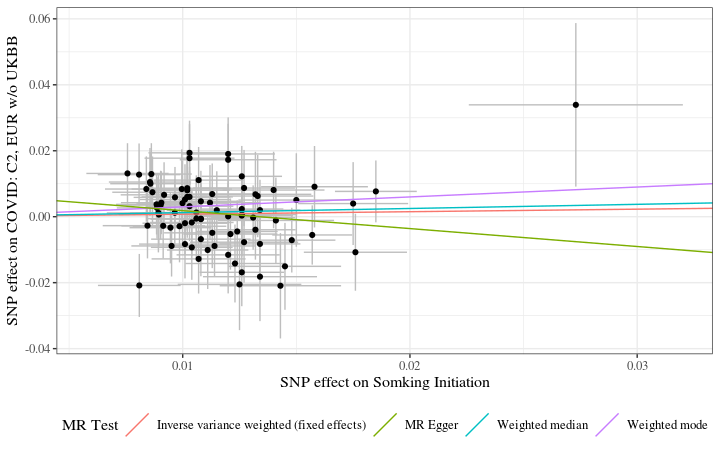 SNP effect on COVID: C2, EUR w/o UKBB
0.06
0.04
0.02
0.00
-0.02
-0.04
0.01
0.02
0.03
SNP effect on Somking Initiation
MR Test
Inverse variance weighted (fixed effects)
MR Egger
Weighted median
Weighted mode